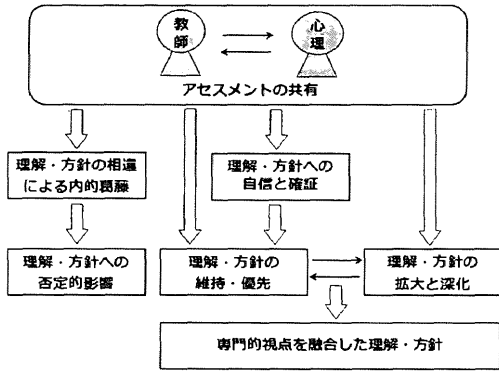 教師
心理
アセスメントの共有
理解・方針の相違
による内的葛藤
理解・方針への
自信と確証
理解・方針への
否定的影響
理解・方針の
維持・優先
理解・方針の
拡大と深化
専門的視点を融合した理解・方針